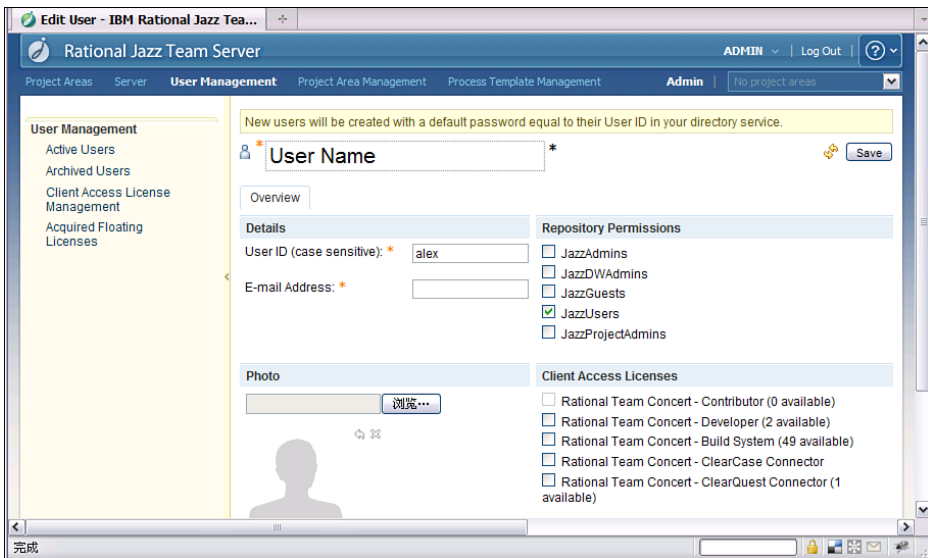 Edit User - IBM Rational Jazz Tea...
Rational Jazz Team Server
ADMIN | Log Out | ?
Project Areas Server User Management Project Area Management Process Template Management Admin | No project areas
User Management
Active Users
Archived Users
Client Access License
Management
Acquired Floating
Licenses
New users will be created with a default password equal to their User ID in your directory service.
* User Name *
Save
Overview
Details
User ID (case sensitive): * alex
E-mail Address: *
Repository Permissions
JazzAdmins
JazzDWAdmins
JazzGuests
JazzUsers
JazzProjectAdmins
Photo
浏览…
Client Access Licenses
Rational Team Concert - Contributor (0 available)
Rational Team Concert - Developer (2 available)
Rational Team Concert - Build System (49 available)
Rational Team Concert - ClearCase Connector
Rational Team Concert - ClearQuest Connector (1
available)
完成